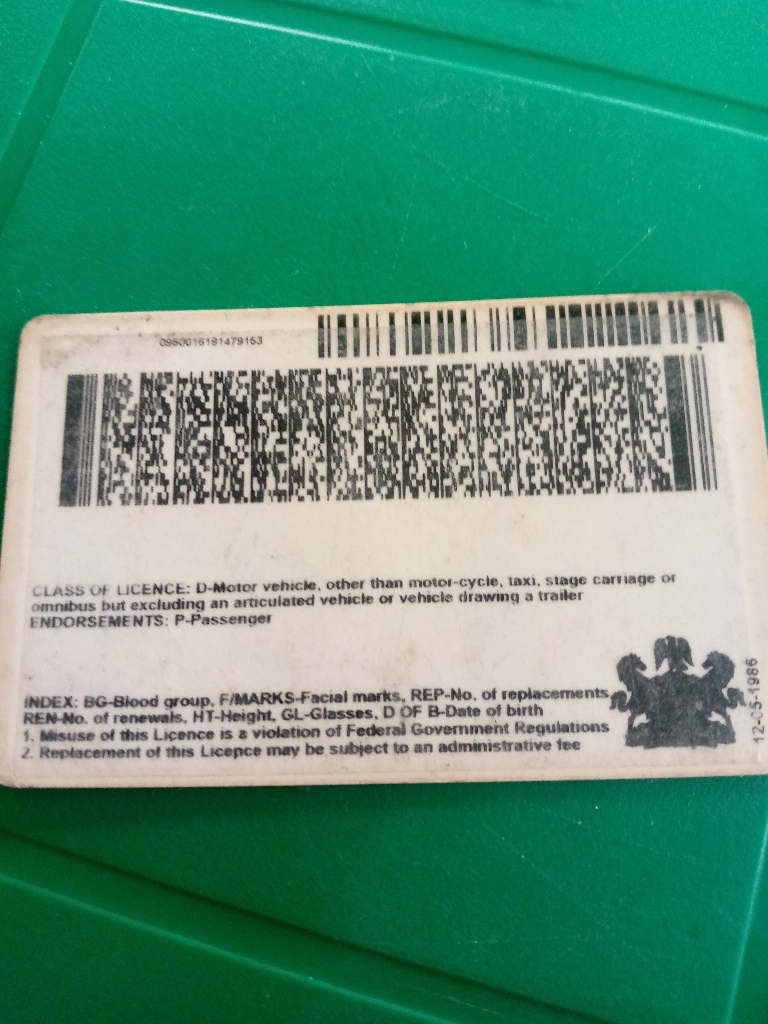 0950016191479153
CLASS OF LICENCE: D-Motor vehicle, other than motor-cycle, taxi, stage carriage or
omnibus but excluding an articulated vehicle or vehicle drawing a trailer
ENDORSEMENTS: P-Passenger
INDEX: BG-Blood group, F/MARKS-Facial marks, REP-No. of replacements
REN-No. of renewals, HT-Height, GL-Glasses, D OF B-Date of birth
1. Misuse of this Licence is a violation of Federal Government Regulations
2. Replacement of this Licence may be subject to an administrative fee
12-05-1986